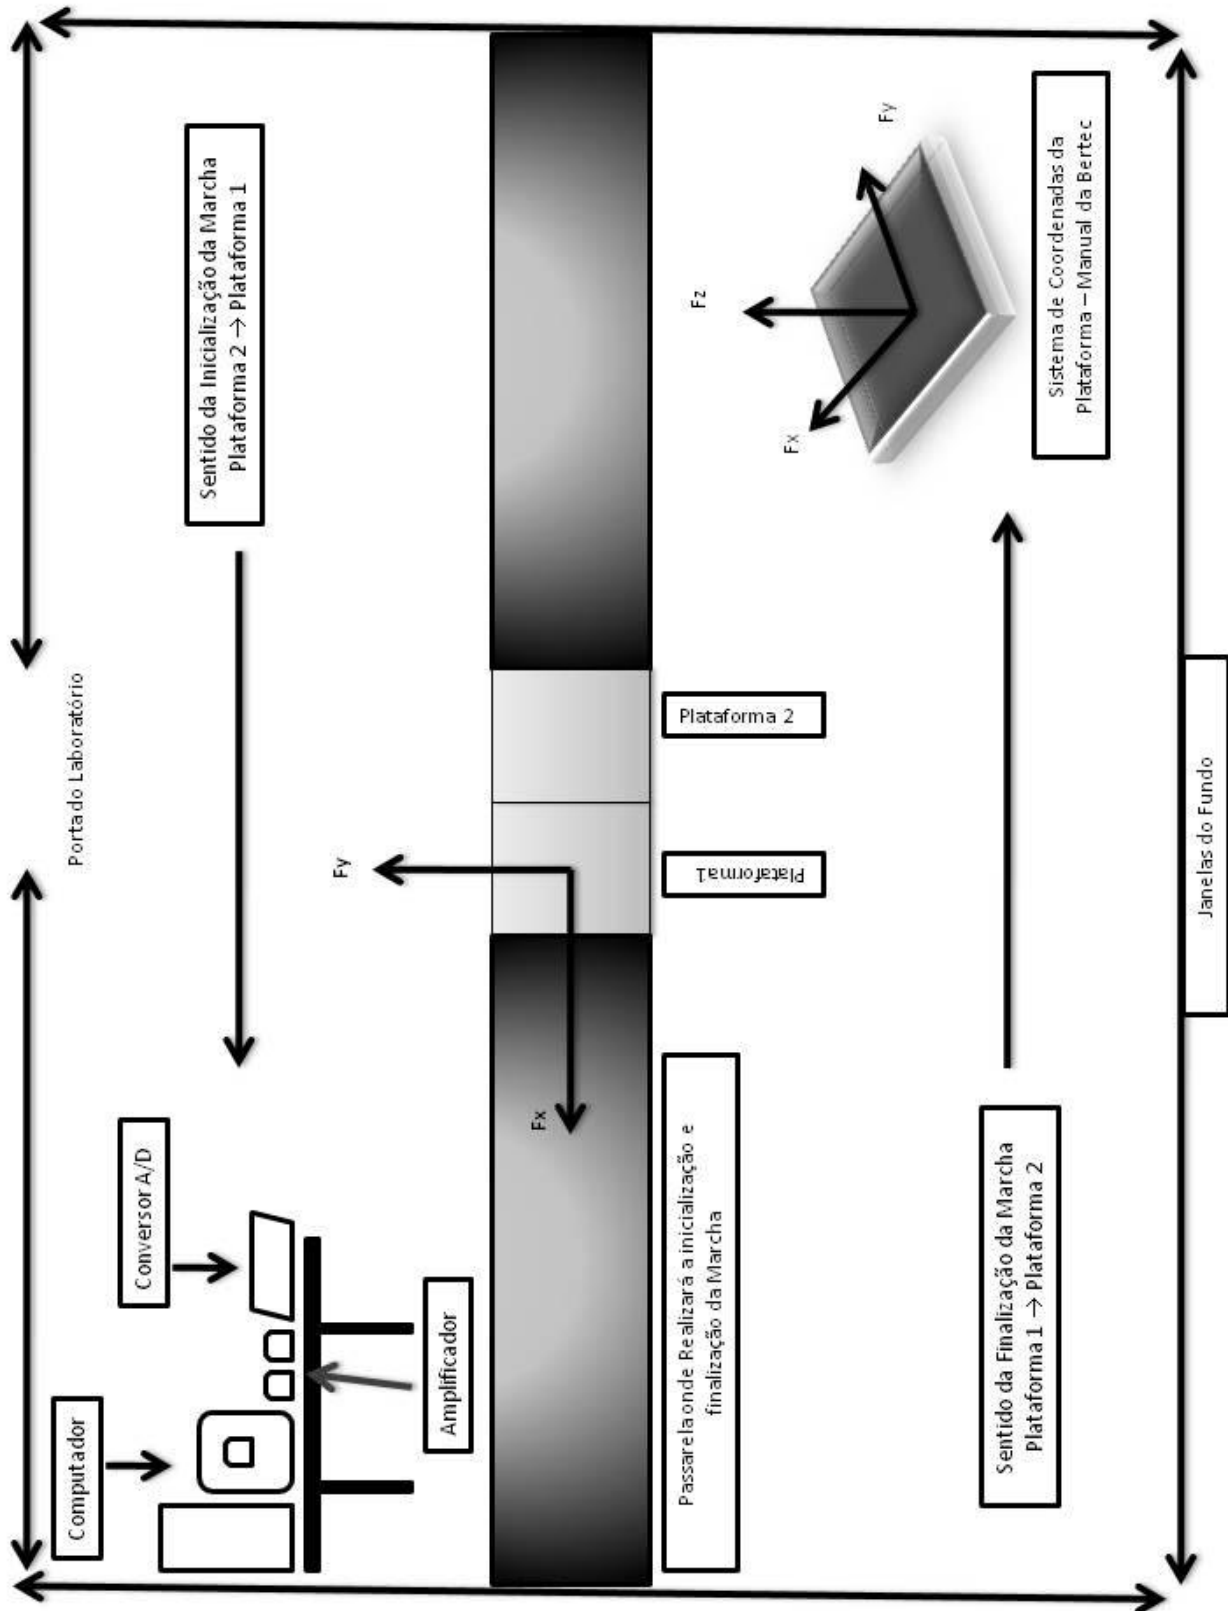 Porta do Laboratório
Computador
Conversor A/D
Amplificador
Sentido da Inicialização da Marcha
Plataforma 2 → Plataforma 1
Fy
Fx
Plataforma1
Plataforma 2
Passarela onde Realizará a inicialização e
finalização da Marcha
Fz
Fx
Fy
Sentido da Finalização da Marcha
Plataforma 1 → Plataforma 2
Sistema de Coordenadas da
Plataforma – Manual da Bertec
Janelas do Fundo